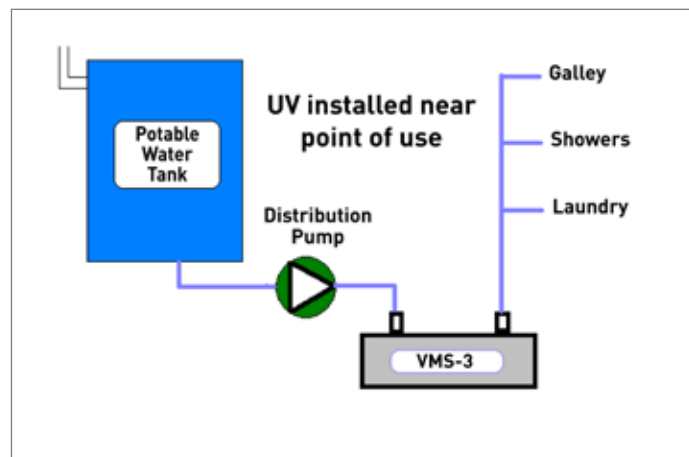 Potable
Water
Tank
UV installed near
point of use
Distribution
Pump
Galley
Showers
Laundry
VMS-3